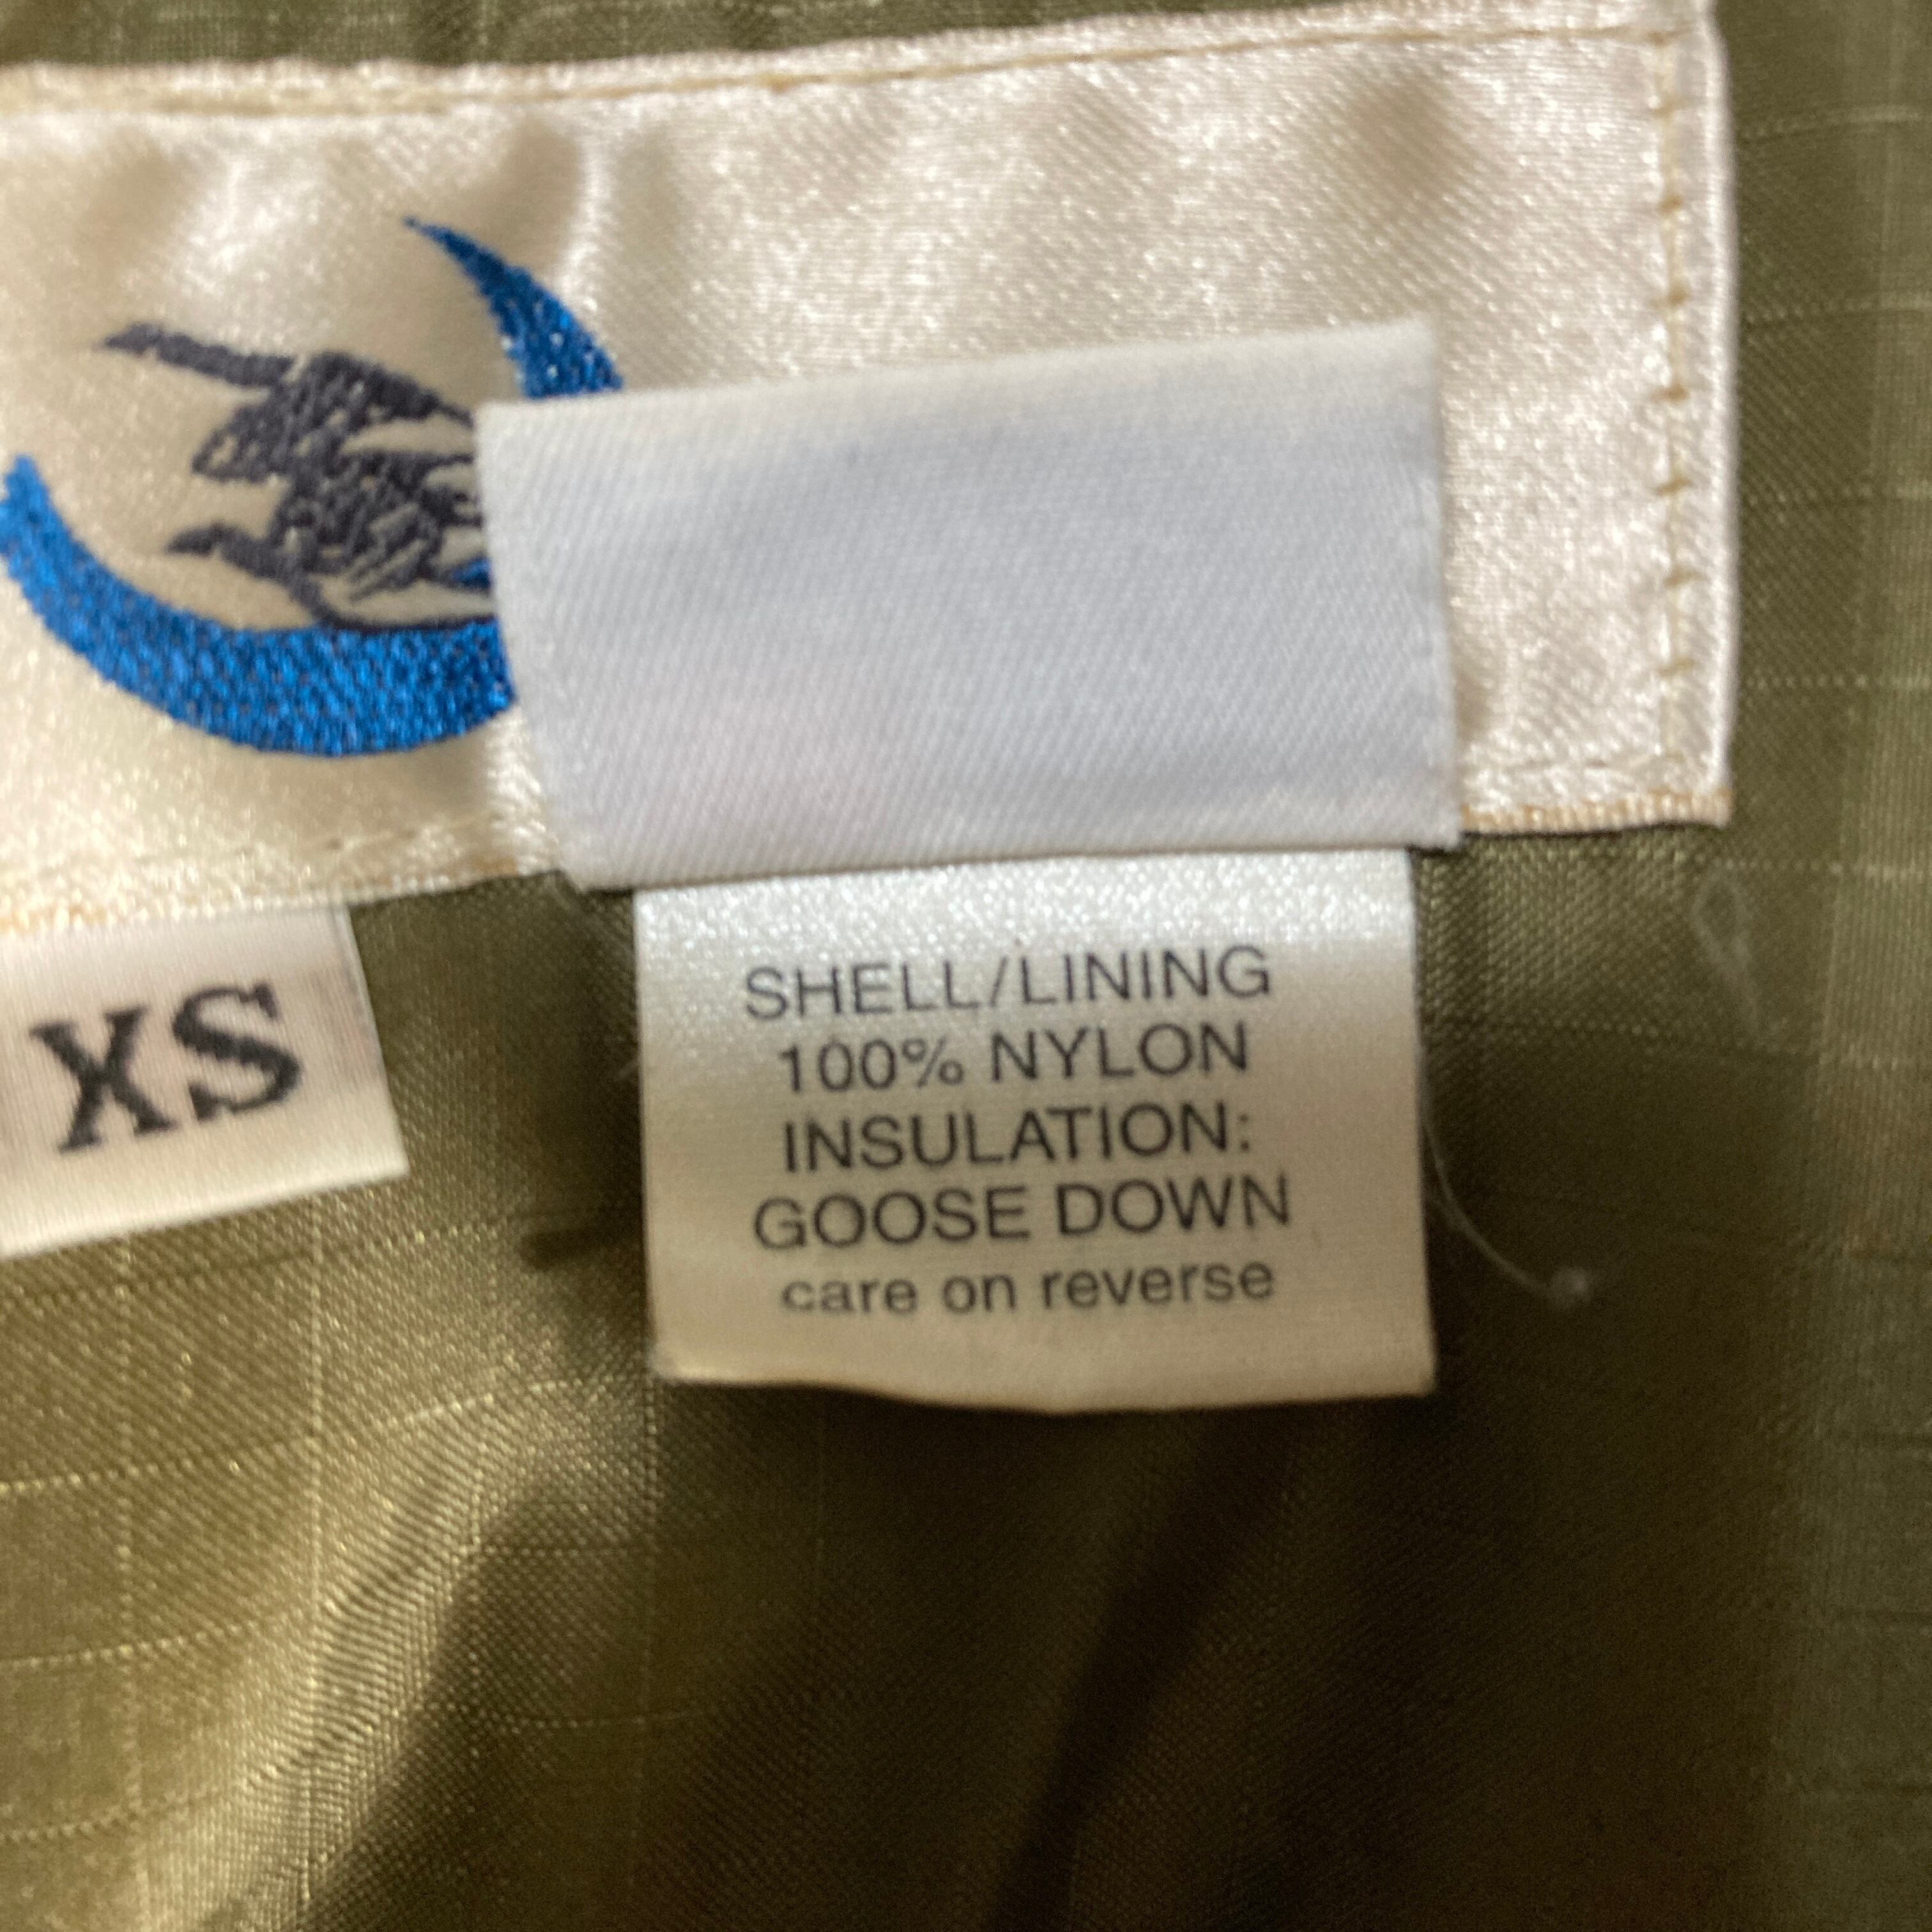 XS
SHELL/LINING
100% NYLON
INSULATION:
GOOSE DOWN
care on reverse